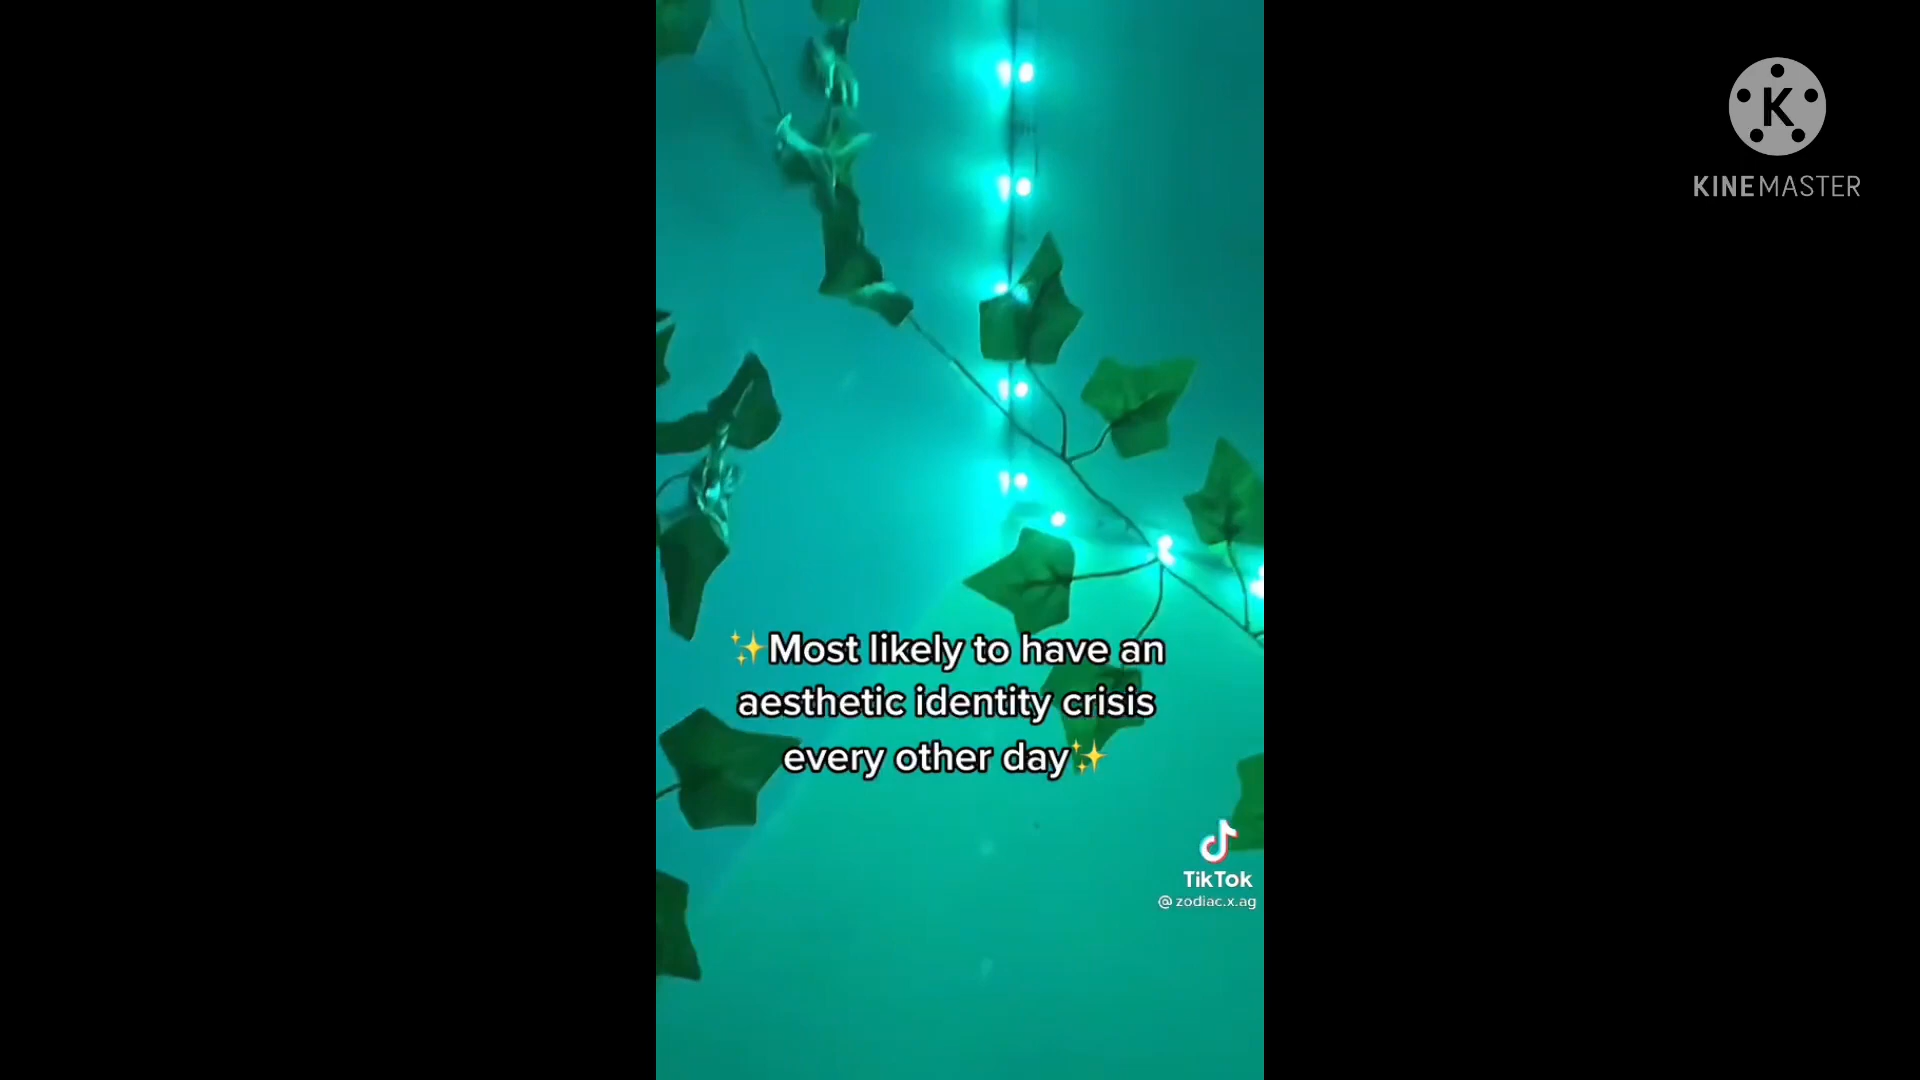 K
KINEMASTER
✨Most likely to have an
aesthetic identity crisis
every other day✨
TikTok
@zodiac.x.ag